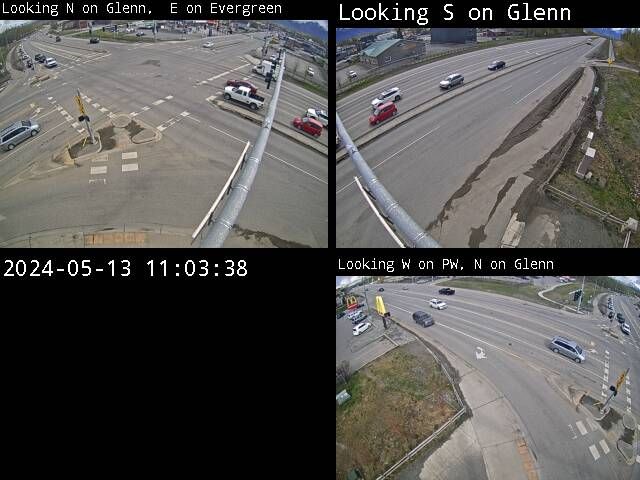 Looking N on Glenn,  E on Evergreen
Looking S on Glenn
2024-05-13 11:03:38
Looking W on PW, N on Glenn